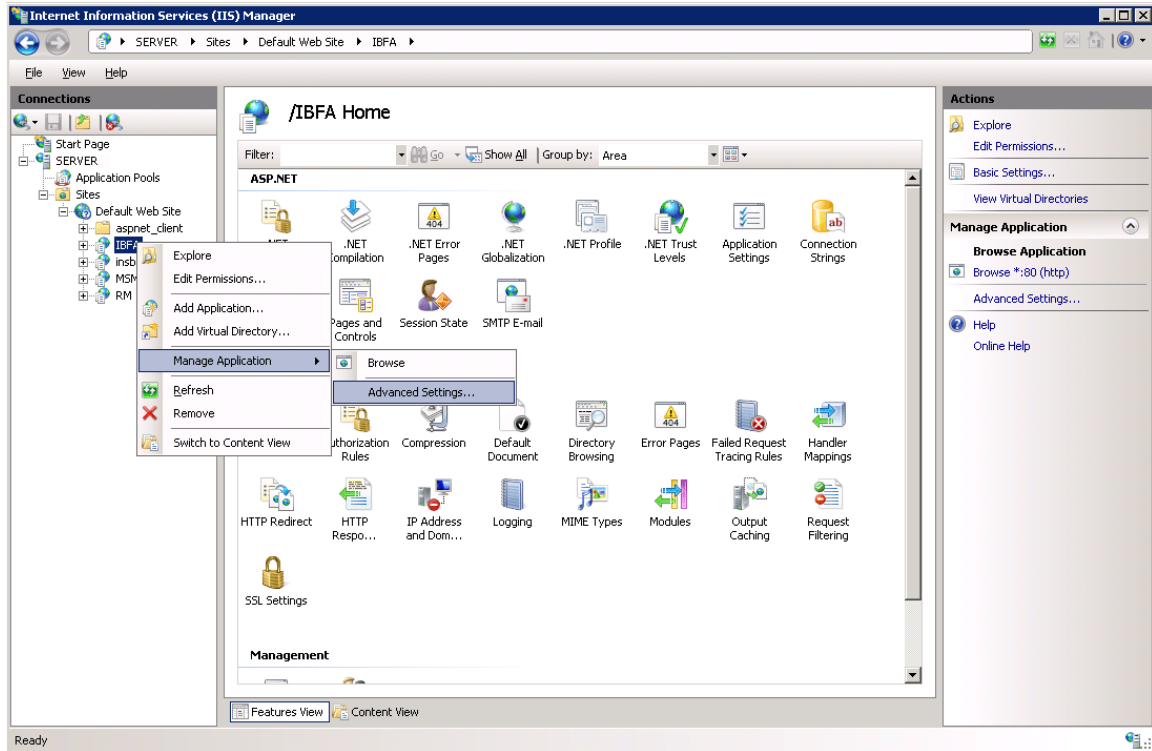 Internet Information Services (IIS) Manager
SERVER Sites Default Web Site IBFA
File View Help
Connections
Start Page
SERVER
Application Pools
Sites
Default Web Site
aspnet_client
IBFA
insb
MSM
RM
Explore
Edit Permissions...
Add Application...
Add Virtual Directory...
Manage Application
Refresh
Remove
Switch to Content View
Browse
Advanced Settings...
/IBFA Home
Filter: Go Show All Group by: Area
ASP.NET
.NET Error Pages
.NET
Globalization
.NET Profile
.NET Trust
Levels
Application
Settings
Connection
Strings
Pages and
Controls
Session State
SMTP E-mail
Rules
Compression
Default
Document
Directory
Browsing
Error Pages
Failed Request
Tracing Rules
Handler
Mappings
HTTP Redirect
HTTP
Respo...
IP Address
and Dom...
Logging
MIME Types
Modules
Output
Caching
Request
Filtering
SSL Settings
Management
Features View Content View
Actions
Explore
Edit Permissions...
Basic Settings...
View Virtual Directories
Manage Application
Browse Application
Browse *:80 (http)
Advanced Settings...
Help
Online Help
Ready